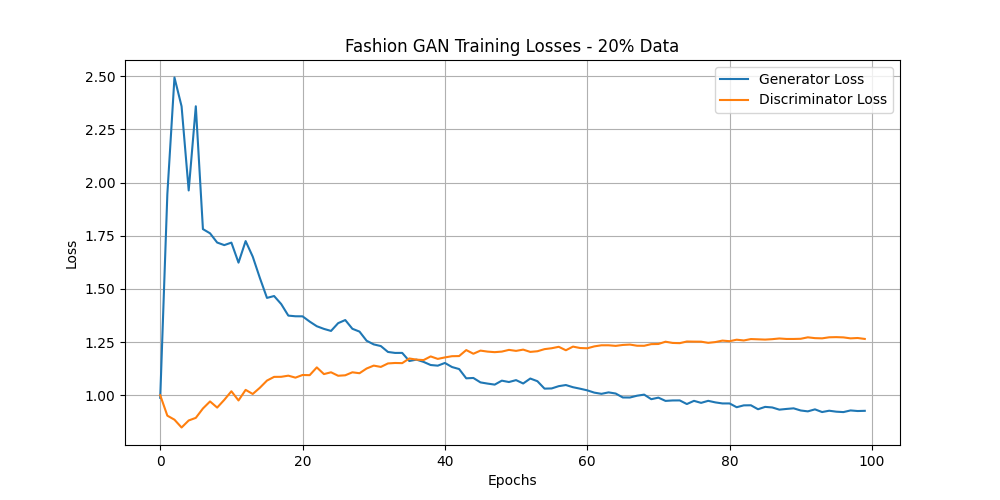 Fashion GAN Training Losses - 20% Data
Generator Loss
Discriminator Loss
2.50
2.25
2.00
1.75
1.50
1.25
1.00
Loss
0 20 40 60 80 100
Epochs